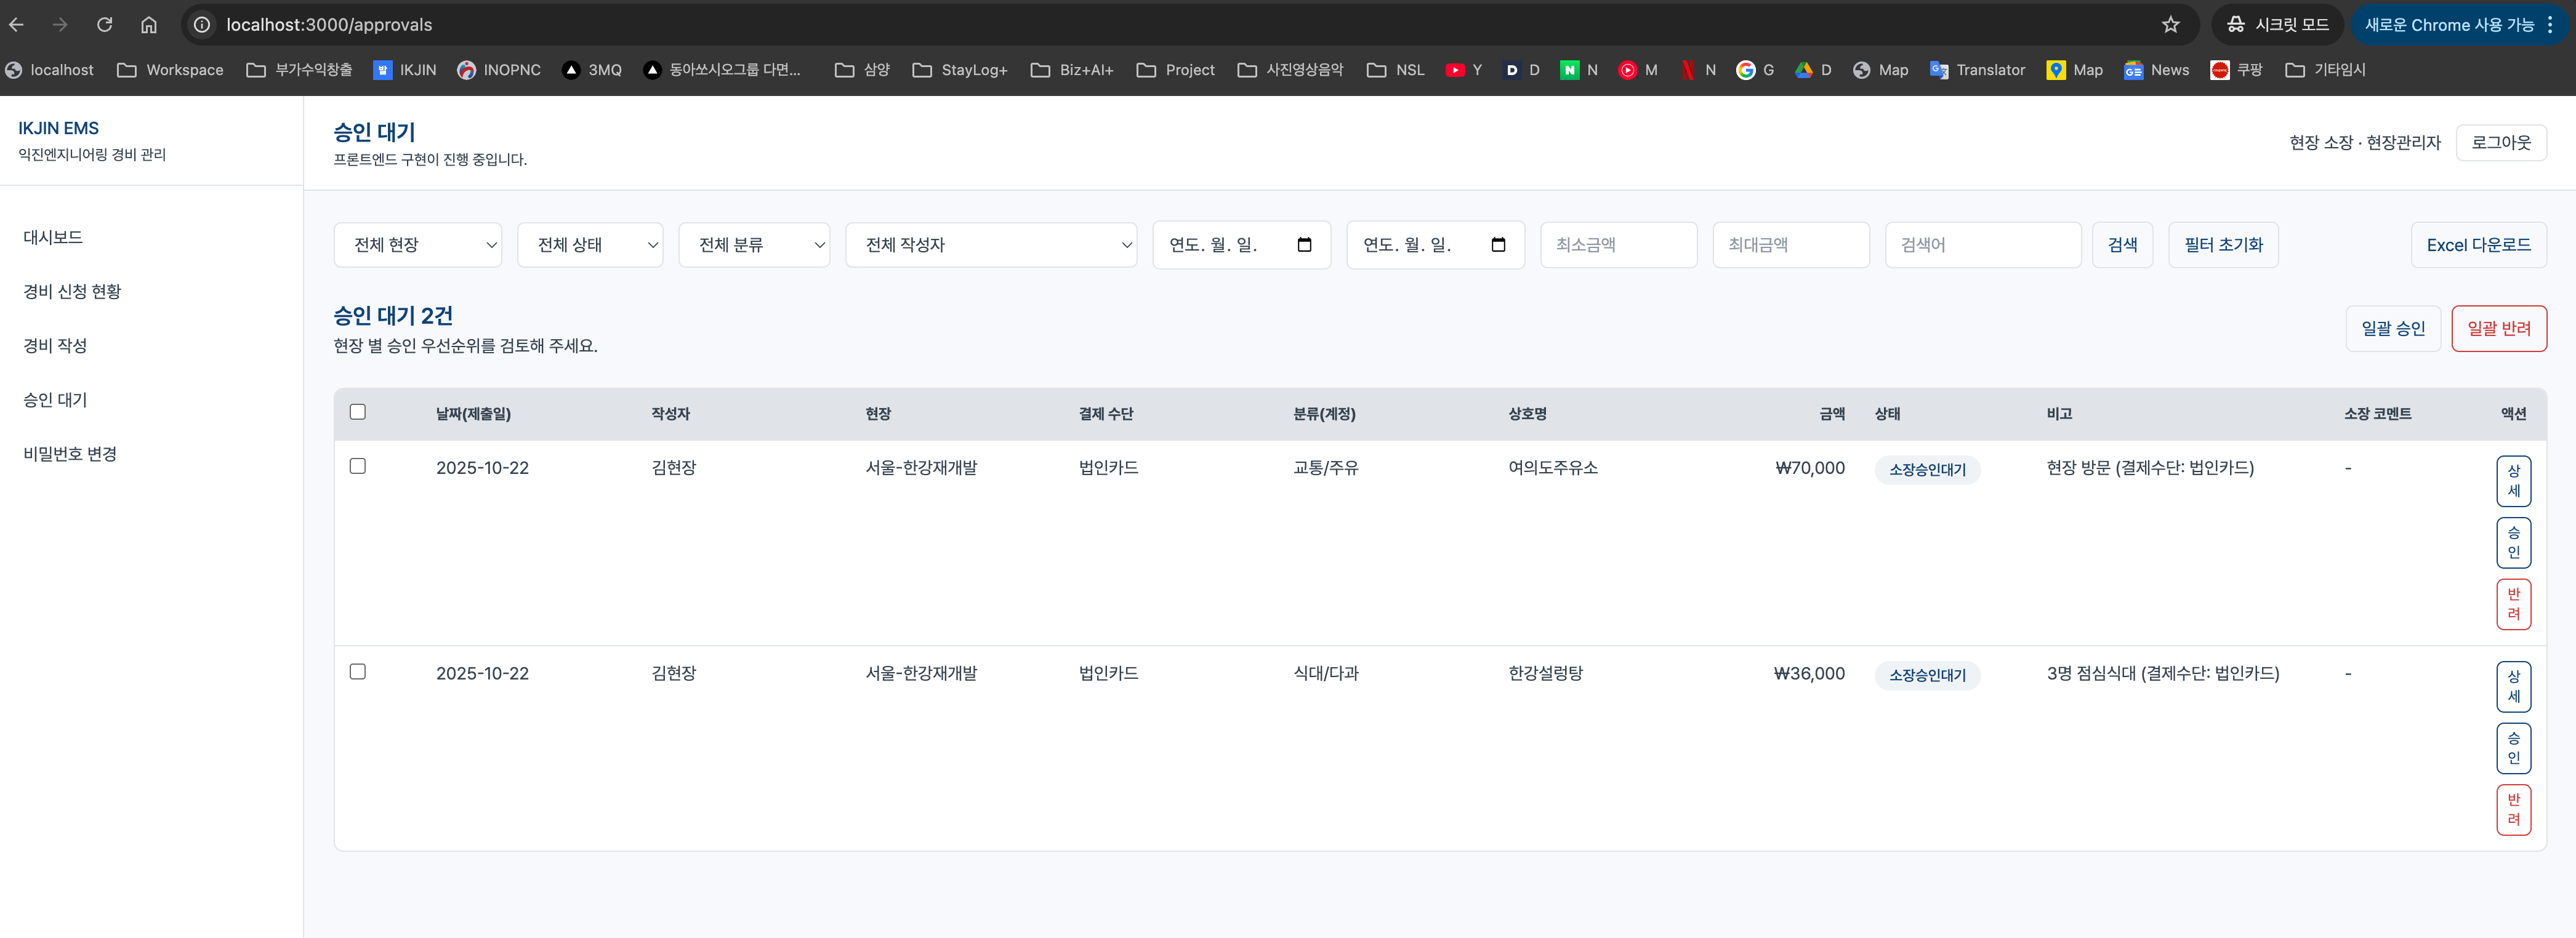 localhost:3000/approvals
시크릿 모드
새로운 Chrome 사용 가능
localhost Workspace 부가수익창출 IKJIN INOPNC 3MQ 동아쏘시오그룹 다면... 삼양 StayLog+ Biz+AI+ Project 사진영상음악 NSL Y D N M N G D Map Translator Map News 쿠팡 기타임시
IKJIN EMS
익진엔지니어링 경비 관리
대시보드
경비 신청 현황
경비 작성
승인 대기
비밀번호 변경
승인 대기
프론트엔드 구현이 진행 중입니다.
현장 소장 · 현장관리자 로그아웃
전체 현장 전체 상태 전체 분류 전체 작성자 연도. 월. 일. 연도. 월. 일. 최소금액 최대금액 검색어 검색 필터 초기화 Excel 다운로드
승인 대기 2건
현장 별 승인 우선순위를 검토해 주세요.
일괄 승인 일괄 반려
날짜(제출일) 작성자 현장 결제 수단 분류(계정) 상호명 금액 상태 비고 소장 코멘트 액션
2025-10-22 김현장 서울-한강재개발 법인카드 교통/주유 여의도주유소 ₩70,000 소장승인대기 현장 방문 (결제수단: 법인카드) -
상
세
승
인
반
려
2025-10-22 김현장 서울-한강재개발 법인카드 식대/다과 한강설렁탕 ₩36,000 소장승인대기 3명 점심식대 (결제수단: 법인카드) -
상
세
승
인
반
려